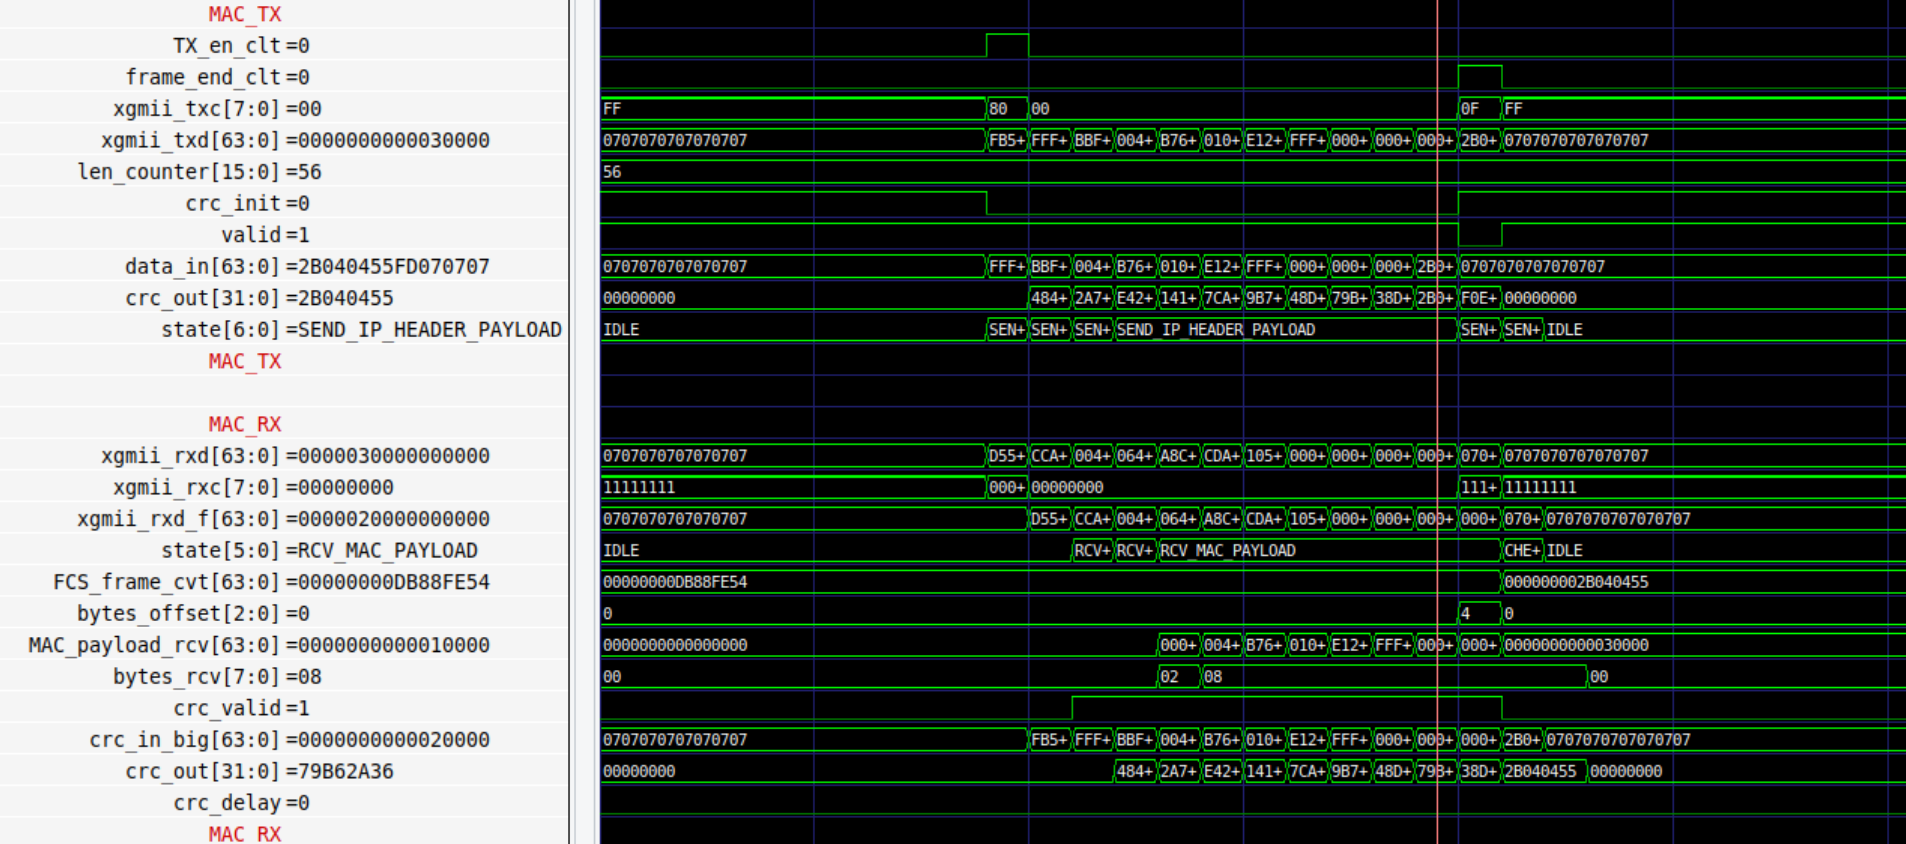 MAC_TX
TX_en_clt =0
frame_end_clt =0
xgmii_txc[7:0] =00 FF 80 00 0F FF
xgmii_txd[63:0] =0000000000030000 0707070707070707 FB5+ FFF+ BBF+ 004+ B76+ 010+ E12+ FFF+ 000+ 000+ 000+ 2B0+ 0707070707070707
len_counter[15:0] =56 56
crc_init =0
valid =1
data_in[63:0] =2B040455FD070707 0707070707070707 FFF+ BBF+ 004+ B76+ 010+ E12+ FFF+ 000+ 000+ 000+ 2B0+ 0707070707070707
crc_out[31:0] =2B040455 00000000 484+ 2A7+ E42+ 141+ 7CA+ 9B7+ 48D+ 79B+ 38D+ 2B0+ F0E+ 00000000
state[6:0] =SEND_IP_HEADER_PAYLOAD IDLE SEN+ SEN+ SEN+ SEND_IP_HEADER_PAYLOAD SEN+ SEN+ IDLE
MAC_TX
MAC_RX
xgmii_rxd[63:0] =0000030000000000 0707070707070707 D55+ CCA+ 004+ 064+ A8C+ CDA+ 105+ 000+ 000+ 000+ 000+ 070+ 0707070707070707
xgmii_rxc[7:0] =00000000 11111111 000+ 00000000 111+ 11111111
xgmii_rxd_f[63:0] =0000020000000000 0707070707070707 D55+ CCA+ 004+ 064+ A8C+ CDA+ 105+ 000+ 000+ 000+ 000+ 070+ 0707070707070707
state[5:0] =RCV_MAC_PAYLOAD IDLE RCV+ RCV+ RCV_MAC_PAYLOAD CHE+ IDLE
FCS_frame_cvt[63:0] =00000000DB88FE54 00000000DB88FE54 000000002B040455
bytes_offset[2:0] =0 0 4 0
MAC_payload_rcv[63:0] =0000000000010000 0000000000000000 000+ 004+ B76+ 010+ E12+ FFF+ 000+ 000+ 0000000000030000
bytes_rcv[7:0] =08 00 02 08 00
crc_valid =1
crc_in_big[63:0] =0000000000020000 0707070707070707 FB5+ FFF+ BBF+ 004+ B76+ 010+ E12+ FFF+ 000+ 000+ 000+ 2B0+ 0707070707070707
crc_out[31:0] =79B62A36 00000000 484+ 2A7+ E42+ 141+ 7CA+ 9B7+ 48D+ 79B+ 38D+ 2B040455 00000000
crc_delay =0
MAC_RX